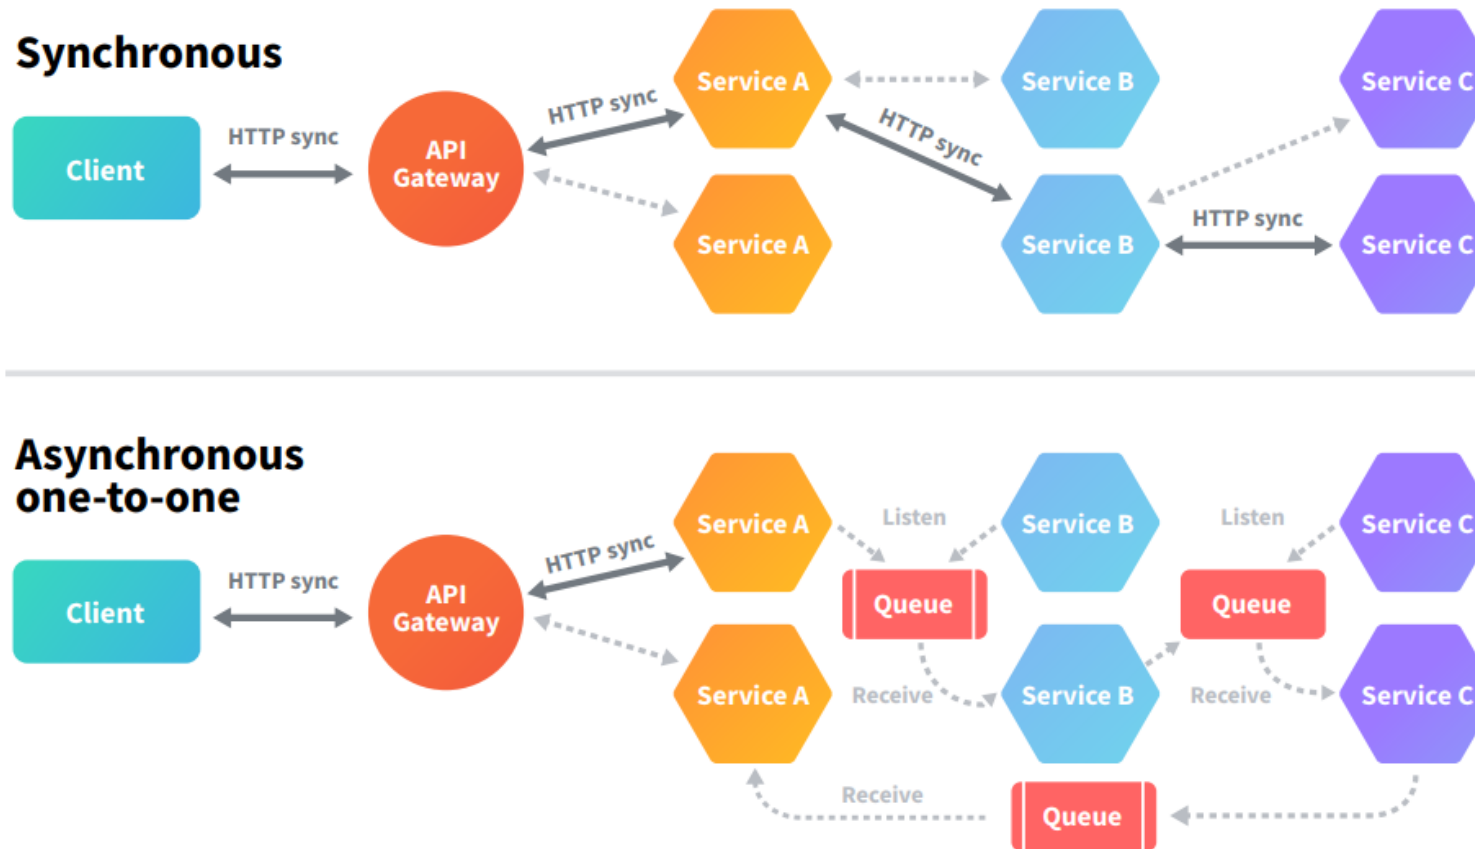 Synchronous
Client
HTTP sync
API
Gateway
HTTP sync
Service A
Service A
HTTP sync
Service B
Service B
HTTP sync
Service C
Service C
Asynchronous
one-to-one
Client
HTTP sync
API
Gateway
HTTP sync
Service A
Service A
Listen
Queue
Receive
Service B
Service B
Listen
Queue
Receive
Service C
Service C
Receive
Queue